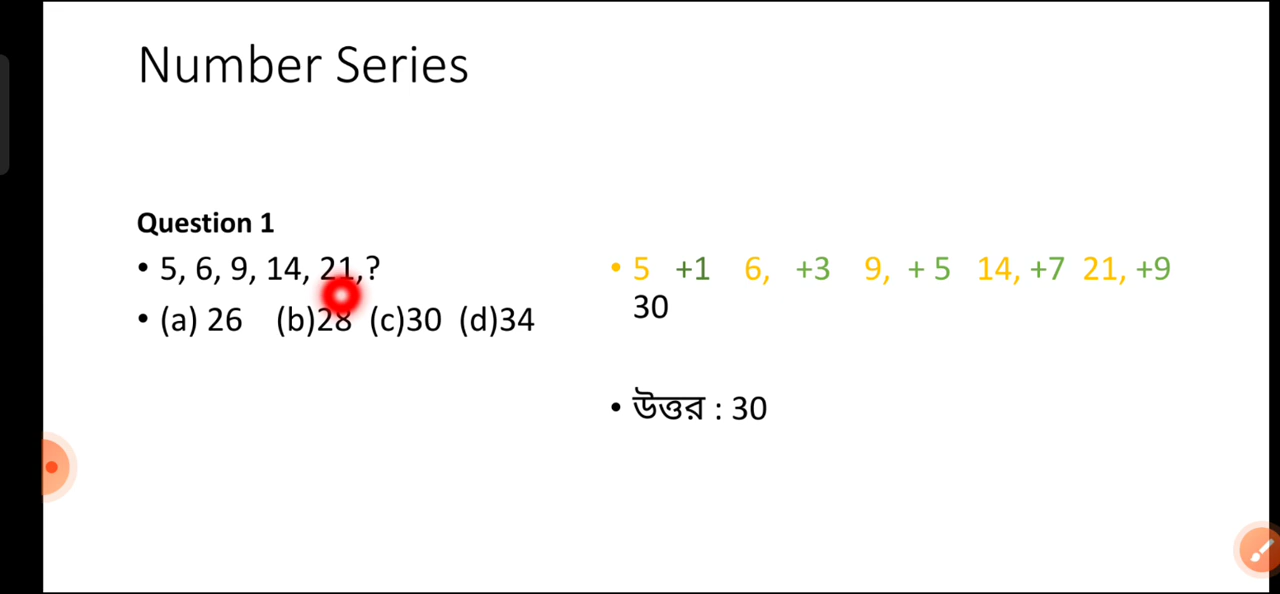 Number Series
Question 1
• 5, 6, 9, 14, 21,?
• (a) 26 (b)28 (c)30 (d)34
• 5 +1 6, +3 9, + 5 14, +7 21, +9
30
• উত্তর : 30